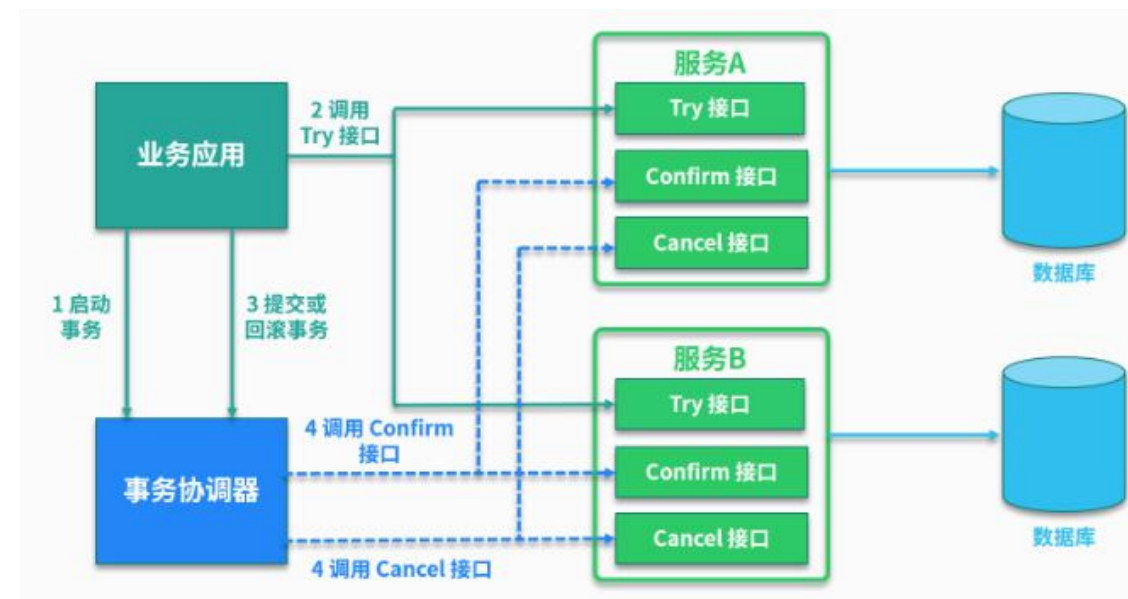 服务A
Try 接口
Confirm 接口
Cancel 接口
数据库
业务应用
2 调用
Try 接口
1 启动
事务
3 提交或
回滚事务
服务B
Try 接口
Confirm 接口
Cancel 接口
数据库
事务协调器
4 调用 Confirm
接口
4 调用 Cancel 接口